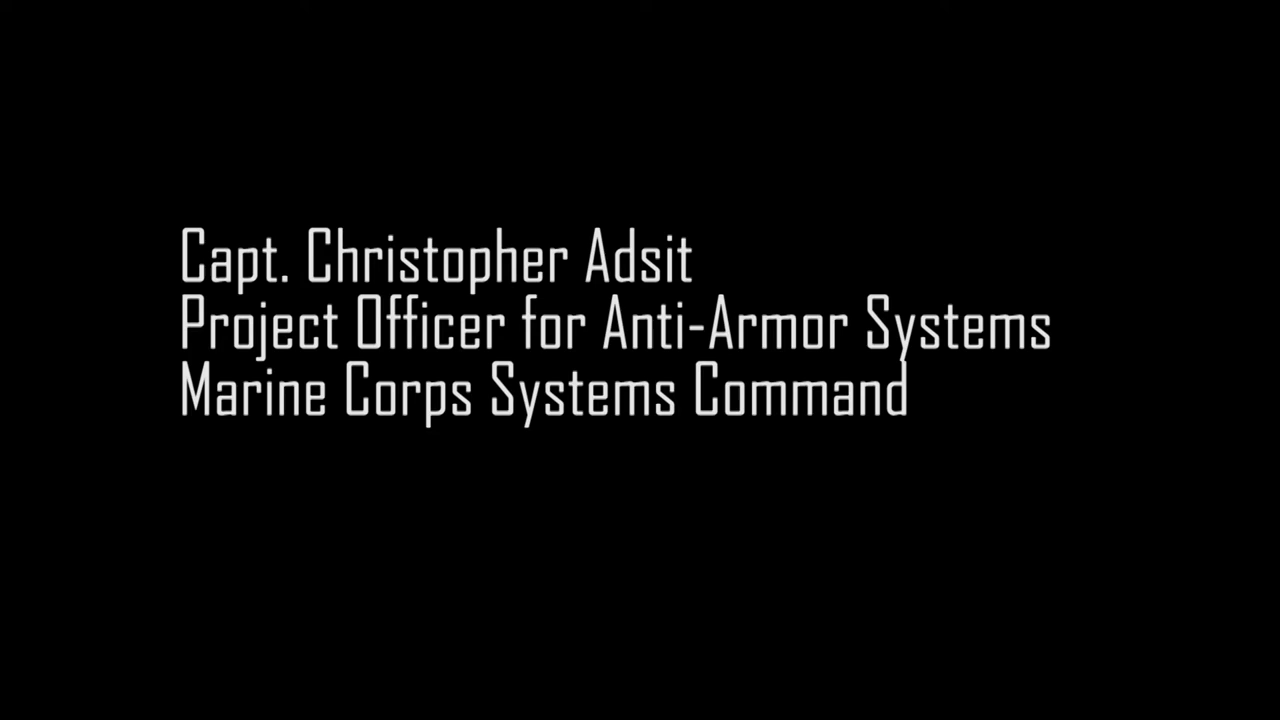 Capt. Christopher Adsit
Project Officer for Anti-Armor Systems
Marine Corps Systems Command